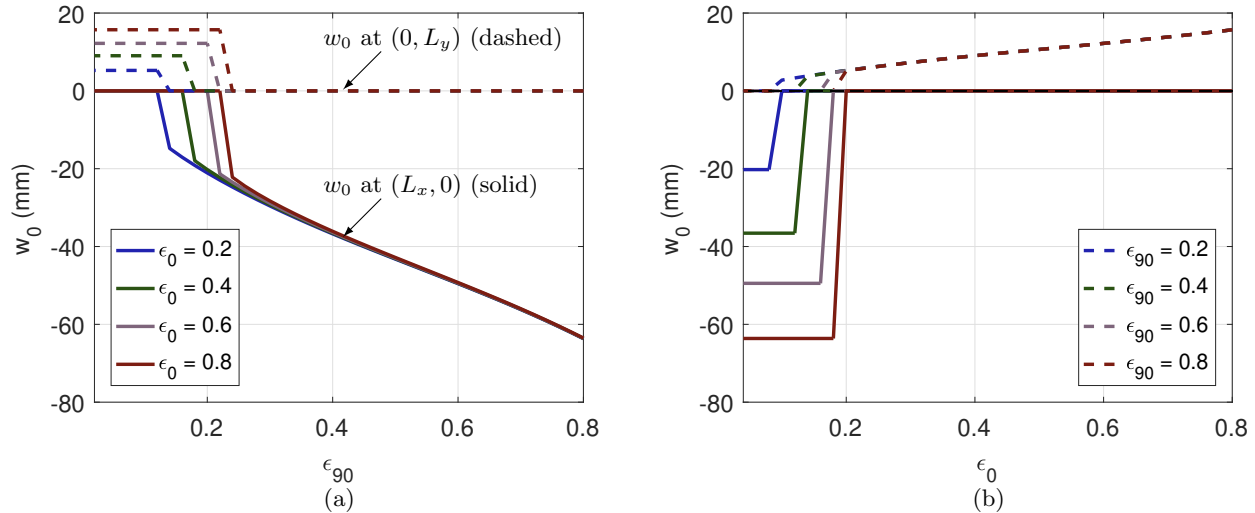 20
0
-20
-40
-60
-80
w₀ (mm)
0.2
0.4
0.6
0.8
ϵ₉₀
(a)
w₀ at (0, L_y) (dashed)
w₀ at (L_x, 0) (solid)
ϵ₀ = 0.2
ϵ₀ = 0.4
ϵ₀ = 0.6
ϵ₀ = 0.8
20
0
-20
-40
-60
-80
w₀ (mm)
0.2
0.4
0.6
0.8
ϵ₀
(b)
ϵ₉₀ = 0.2
ϵ₉₀ = 0.4
ϵ₉₀ = 0.6
ϵ₉₀ = 0.8